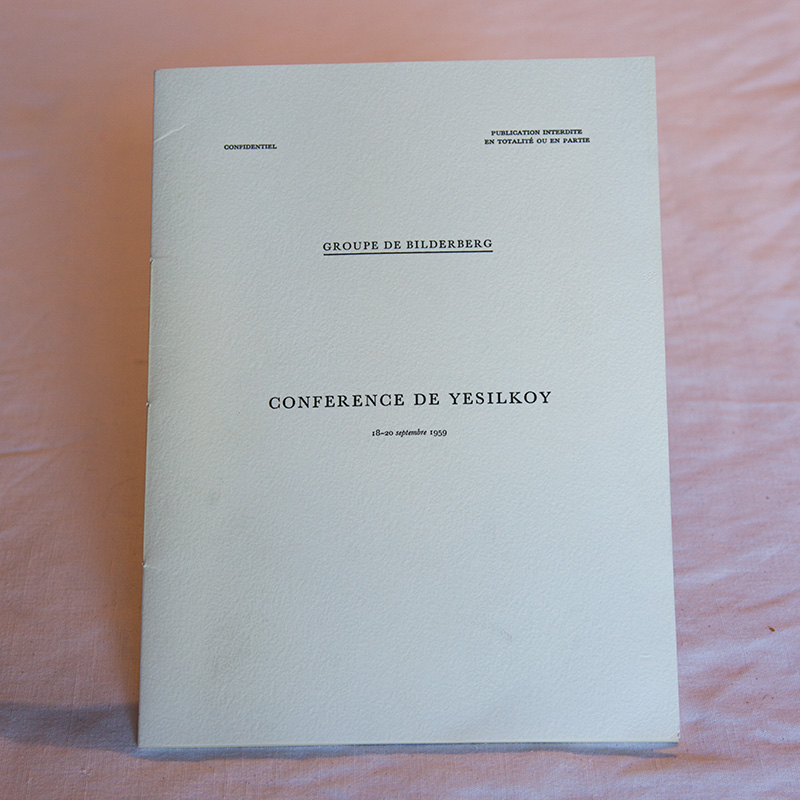 CONFIDENTIEL
PUBLICATION INTERDITE
EN TOTALITÉ OU EN PARTIE
GROUPE DE BILDERBERG
CONFERENCE DE YESILKOY
18-20 septembre 1959